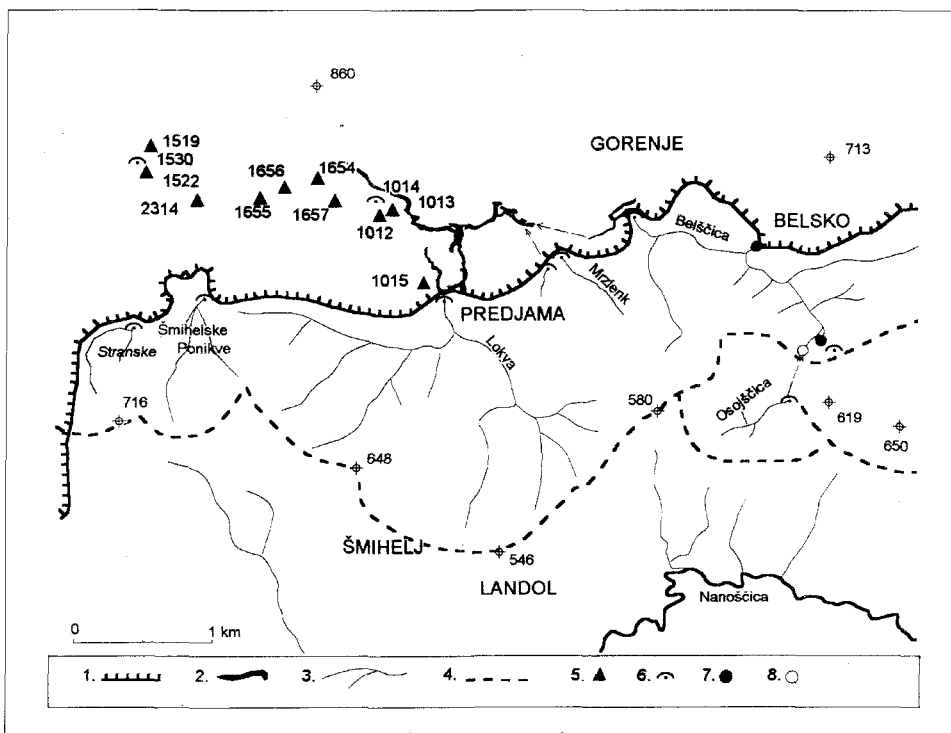 860
GORENJE
713
1519
1530
1522
2314
1656
1654
1655
1657
1014
1013
1012
BELSKO
Belščica
1015
PREDJAMA
Mrzlenk
Šmihelske
Ponikve
Stranske
Lokva
716
580
Osojščica
619
650
648
ŠMIHELJ
546
LANDOL
Nanoščica
0 1 km
1. 2. 3. 4. 5. 6. 7. 8.